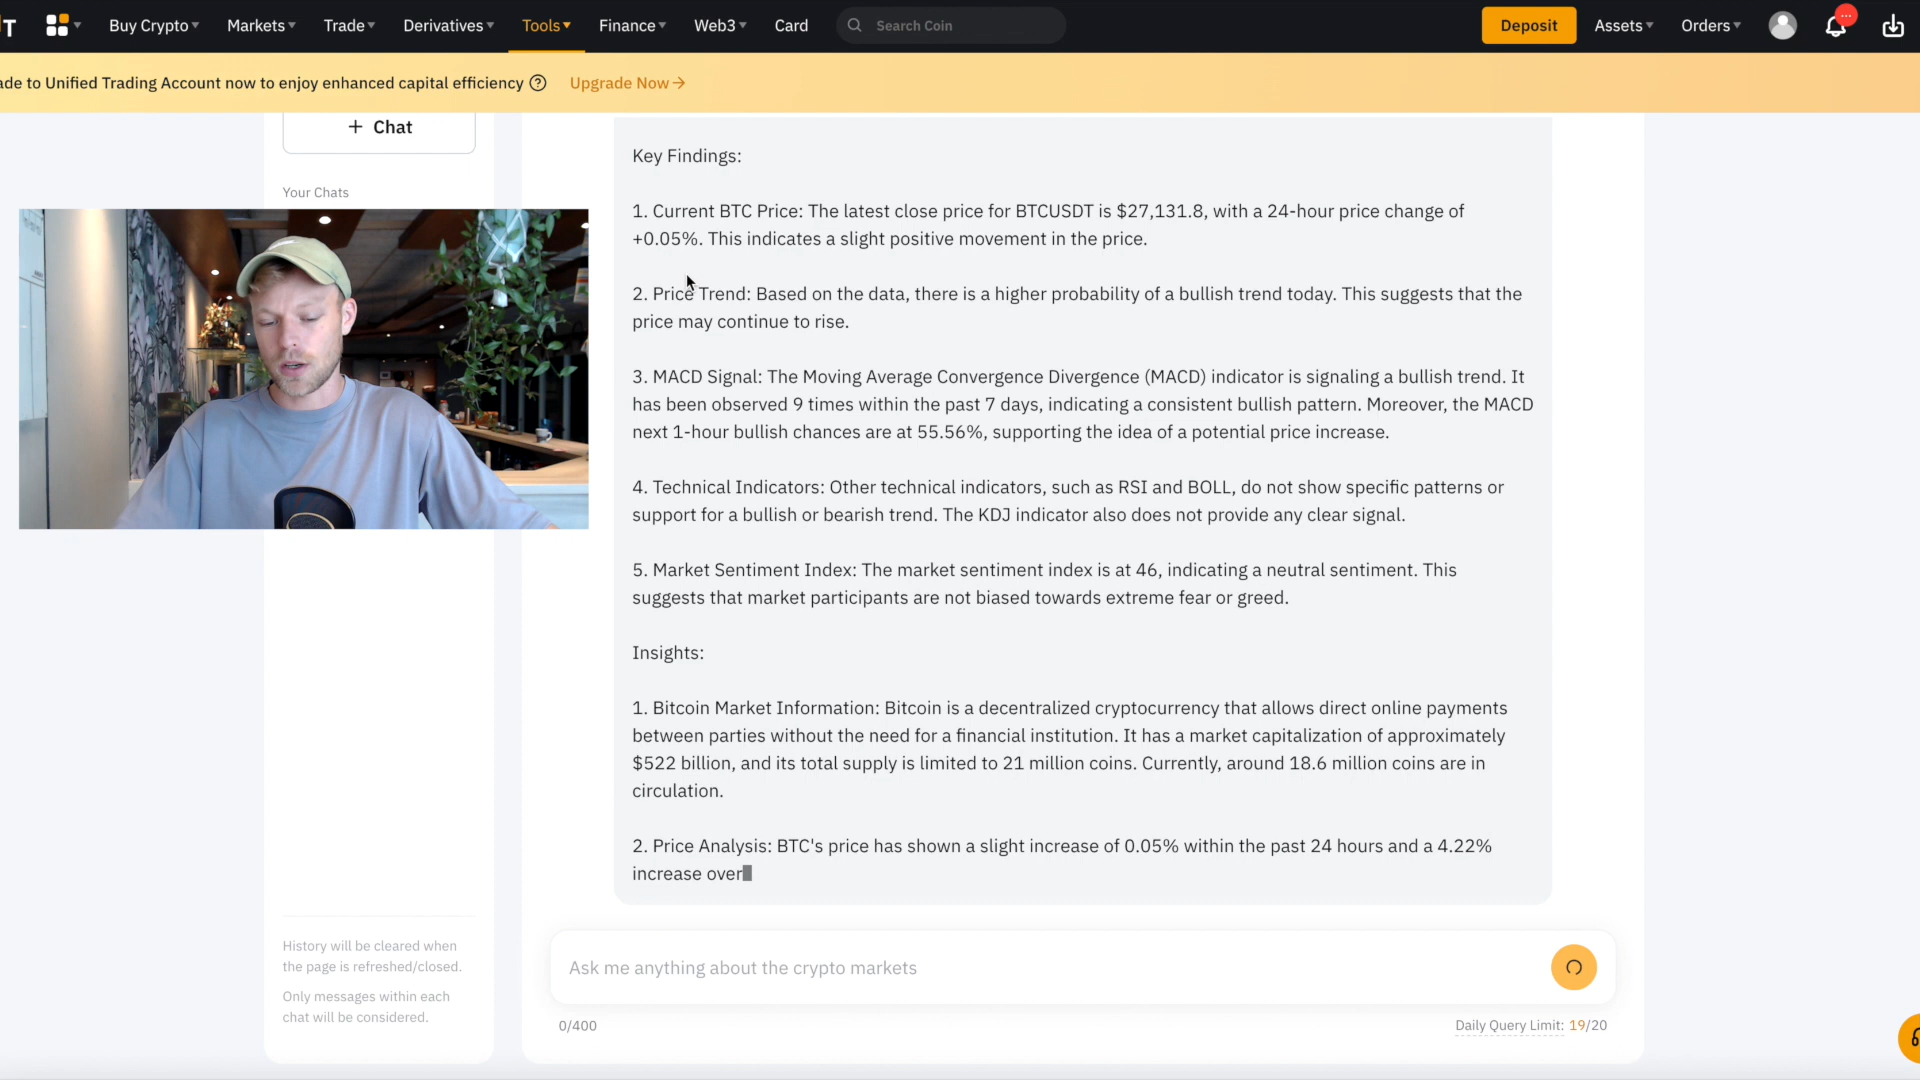 T
Buy Crypto
Markets
Trade
Derivatives
Tools
Finance
Web3
Card
Search Coin
Deposit
Assets
Orders
ade to Unified Trading Account now to enjoy enhanced capital efficiency ? Upgrade Now →
+ Chat
Your Chats
History will be cleared when
the page is refreshed/closed.
Only messages within each
chat will be considered.
Key Findings:
1. Current BTC Price: The latest close price for BTCUSDT is $27,131.8, with a 24-hour price change of
+0.05%. This indicates a slight positive movement in the price.
2. Price Trend: Based on the data, there is a higher probability of a bullish trend today. This suggests that the
price may continue to rise.
3. MACD Signal: The Moving Average Convergence Divergence (MACD) indicator is signaling a bullish trend. It
has been observed 9 times within the past 7 days, indicating a consistent bullish pattern. Moreover, the MACD
next 1-hour bullish chances are at 55.56%, supporting the idea of a potential price increase.
4. Technical Indicators: Other technical indicators, such as RSI and BOLL, do not show specific patterns or
support for a bullish or bearish trend. The KDJ indicator also does not provide any clear signal.
5. Market Sentiment Index: The market sentiment index is at 46, indicating a neutral sentiment. This
suggests that market participants are not biased towards extreme fear or greed.
Insights:
1. Bitcoin Market Information: Bitcoin is a decentralized cryptocurrency that allows direct online payments
between parties without the need for a financial institution. It has a market capitalization of approximately
$522 billion, and its total supply is limited to 21 million coins. Currently, around 18.6 million coins are in
circulation.
2. Price Analysis: BTC's price has shown a slight increase of 0.05% within the past 24 hours and a 4.22%
increase over
Ask me anything about the crypto markets
0/400
Daily Query Limit: 19/20